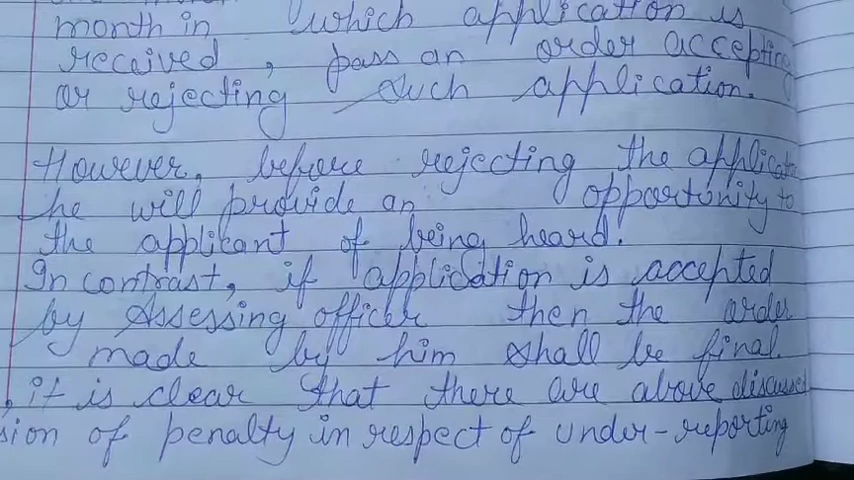 month in which application is
received, pass an order accepting
or rejecting such application.
However, before rejecting the
he will provide an opportunity to
the applicant of being heard.
In contrast, if application is accepted
by Assessing officer then the order
made by him shall be final.
, it is clear that there are above discussed
sion of penalty in respect of under-reporting